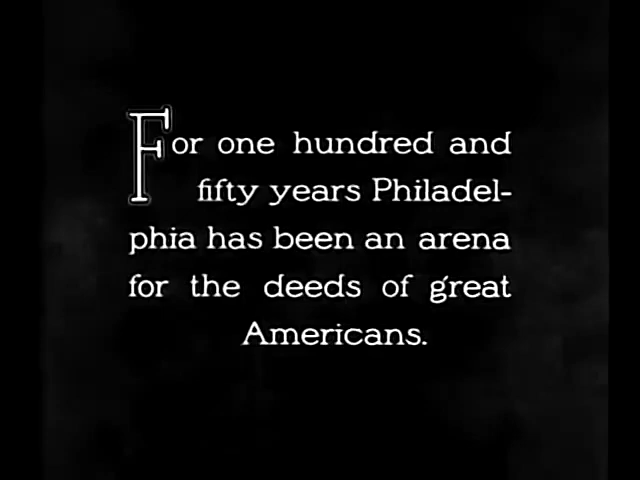 For one hundred and
fifty years Philadel-
phia has been an arena
for the deeds of great
Americans.